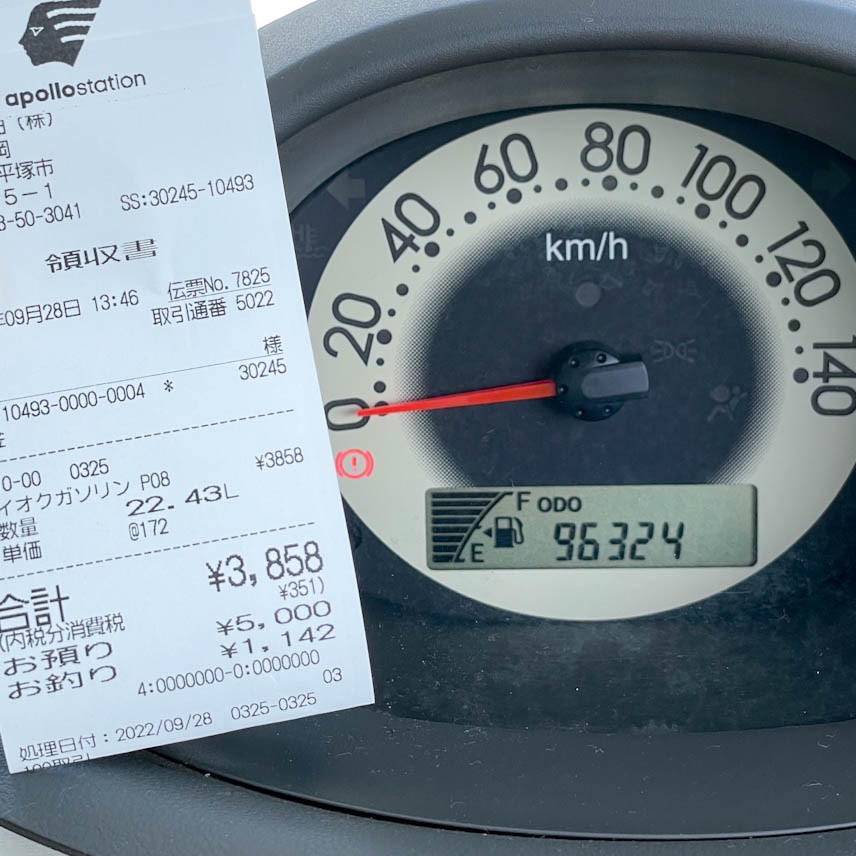 apollostation
(株)
平塚市
5-1
-50-3041 SS:30245-10493
領収書
09月28日 13:46 伝票No.7825
取引通番 5022
様
10493-0000-0004 * 30245
0-00 0325
イオクガソリン P08 ¥3858
数量 22.43L
単価 @172
合計 ¥3,858
(内税分消費税 ¥351)
お預り ¥5,000
お釣り ¥1,142
4:0000000-0:0000000
03
処理日付:2022/09/28 0325-0325
0
20
40
60
80
100
120
140
km/h
F ODO
E 96324